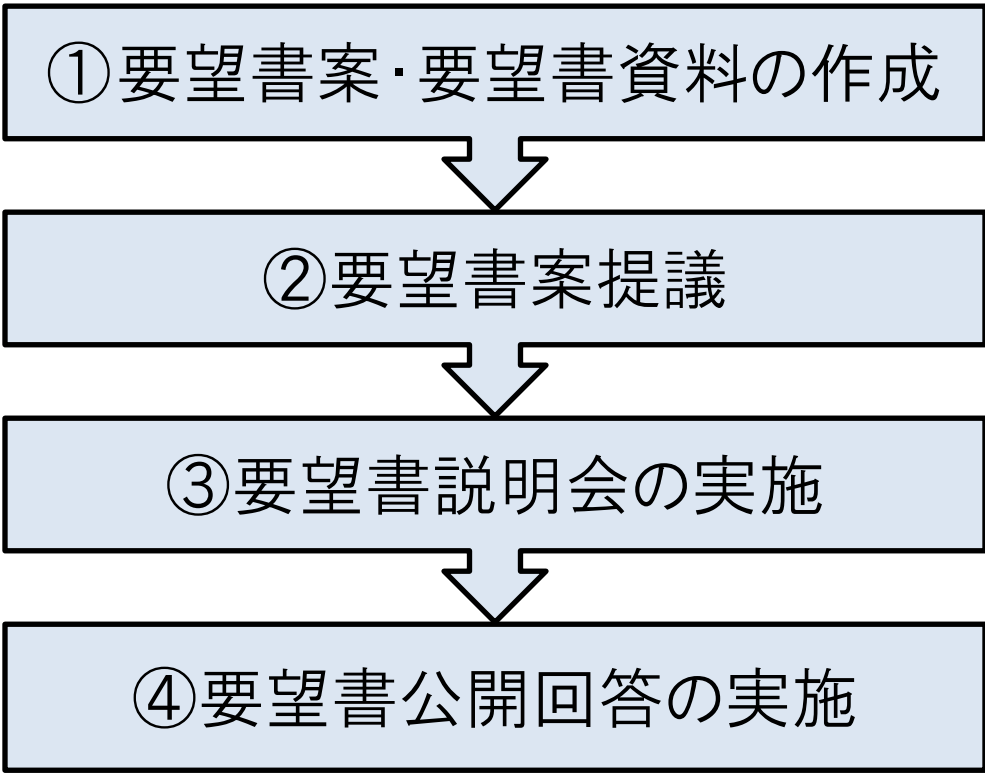 ①要望書案・要望書資料の作成
②要望書案提議
③要望書説明会の実施
④要望書公開回答の実施